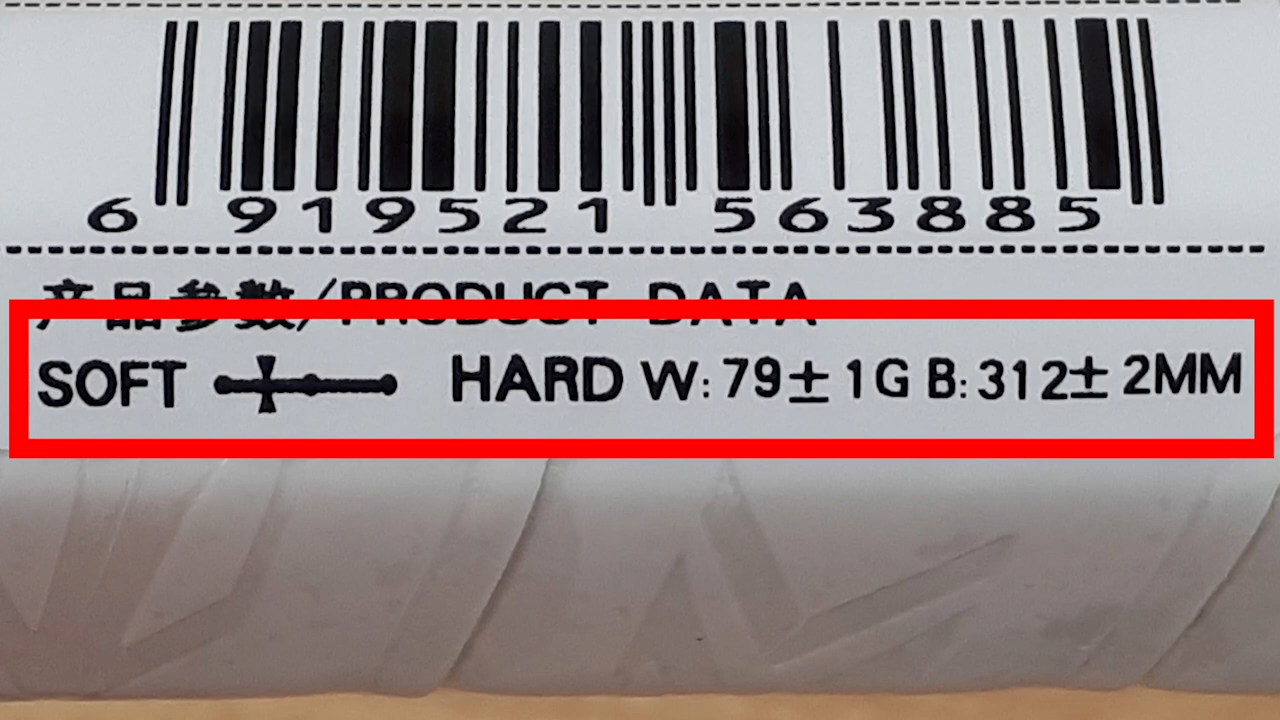 6 919521 563885
产品参数/PRODUCT DATA
SOFT HARD W: 79± 1G B: 312± 2MM